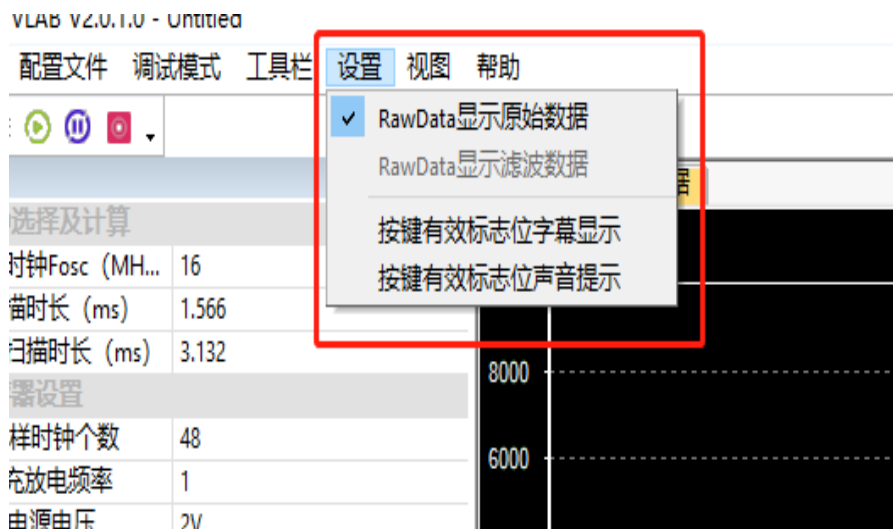 VLAB V2.0.1.0 - Untitled
配置文件 调试模式 工具栏 设置 视图 帮助
RawData显示原始数据
RawData显示滤波数据
据
按键有效标志位字幕显示
按键有效标志位声音提示
选择及计算
时钟Fosc（MH... 16
描时长（ms） 1.566
扫描时长（ms） 3.132
器设置
样时钟个数 48
充放电频率 1
电源电压 2V
8000
6000